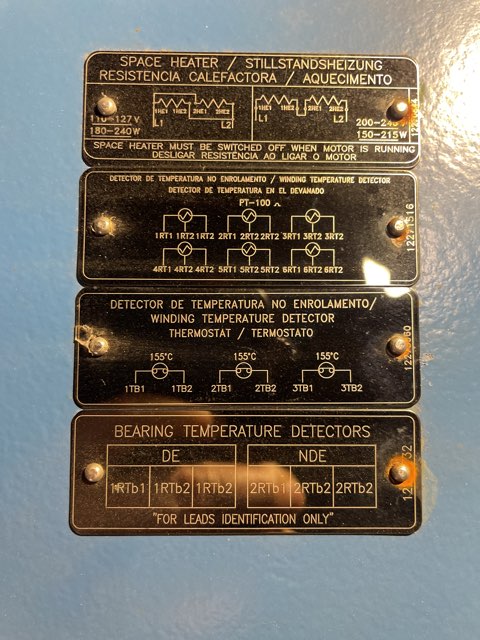 SPACE HEATER / STILLSTANDSHEIZUNG
RESISTENCIA CALEFACTORA / AQUECIMENTO
1HE1 1HE2 2HE1 2HE2
L1 L2
110-127V
180-240W
1HE1 1HE2 2HE1 2HE2
L1 L2
200-240V
150-215W
SPACE HEATER MUST BE SWITCHED OFF WHEN MOTOR IS RUNNING
DESLIGAR RESISTENCIA AO LIGAR O MOTOR
DETECTOR DE TEMPERATURA NO ENROLAMENTO / WINDING TEMPERATURE DETECTOR
DETECTOR DE TEMPERATURA EN EL DEVANADO
PT-100
1RT1 1RT2 1RT2 2RT1 2RT2 2RT2 3RT1 3RT2 3RT2
4RT1 4RT2 4RT2 5RT1 5RT2 5RT2 6RT1 6RT2 6RT2
DETECTOR DE TEMPERATURA NO ENROLAMENTO/
WINDING TEMPERATURE DETECTOR
THERMOSTAT / TERMOSTATO
155°C 155°C 155°C
1TB1 1TB2 2TB1 2TB2 3TB1 3TB2
BEARING TEMPERATURE DETECTORS
DE NDE
1RTb1 1RTb2 1RTb2 2RTb1 2RTb2 2RTb2
"FOR LEADS IDENTIFICATION ONLY"